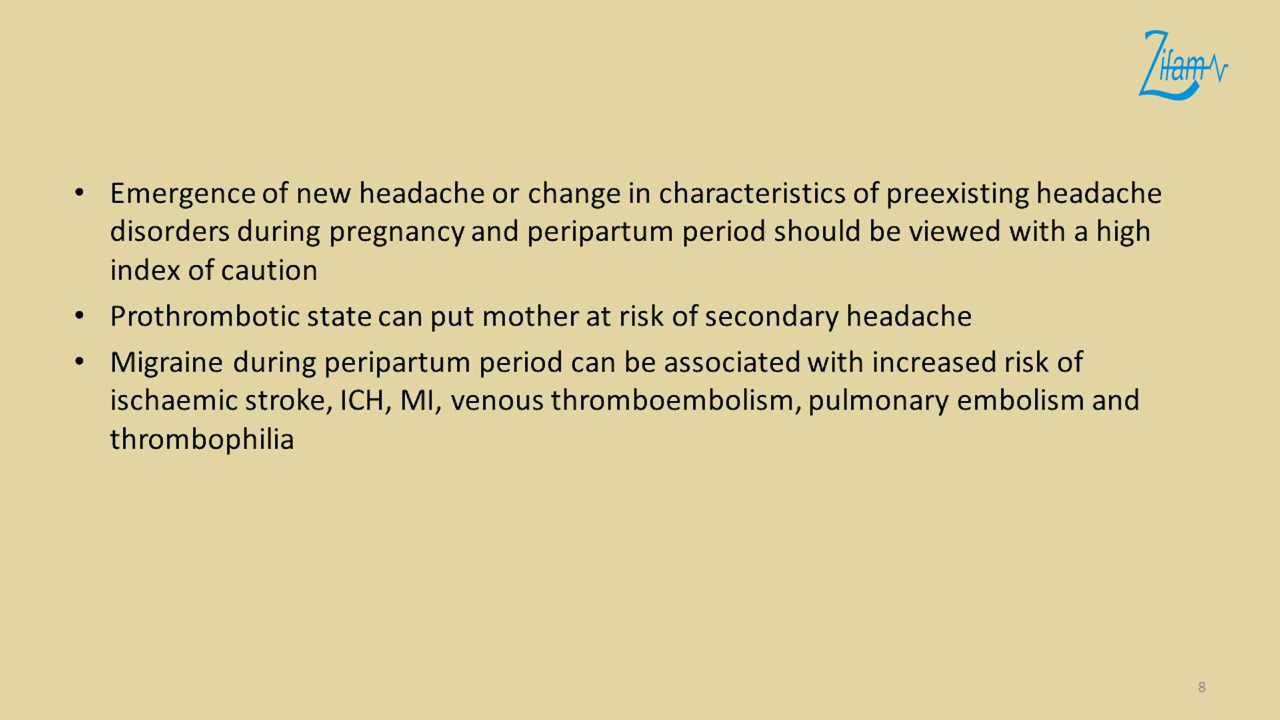 Zifam
• Emergence of new headache or change in characteristics of preexisting headache
disorders during pregnancy and peripartum period should be viewed with a high
index of caution
• Prothrombotic state can put mother at risk of secondary headache
• Migraine during peripartum period can be associated with increased risk of
ischaemic stroke, ICH, MI, venous thromboembolism, pulmonary embolism and
thrombophilia
8